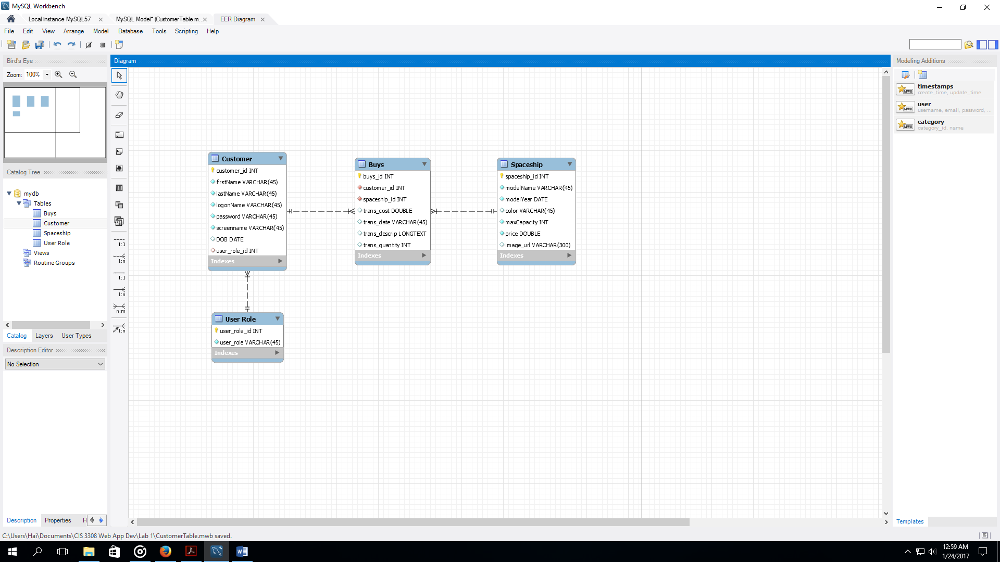 MySQL Workbench
Local instance MySQL57
MySQL Model* (CustomerTable.m...
EER Diagram
File Edit View Arrange Model Database Tools Scripting Help
Bird's Eye
Zoom: 100%
Catalog Tree
mydb
Tables
Buys
Customer
Spaceship
User Role
Views
Routine Groups
Catalog Layers User Types
Description Editor
No Selection
Description Properties H
Diagram
1:1
1:n
1:1
1:n
n:m
1:n
Customer
customer_id INT
firstName VARCHAR(45)
lastName VARCHAR(45)
logonName VARCHAR(45)
password VARCHAR(45)
screenname VARCHAR(45)
DOB DATE
user_role_id INT
Indexes
Buys
buys_id INT
customer_id INT
spaceship_id INT
trans_cost DOUBLE
trans_date VARCHAR(45)
trans_descrip LONGTEXT
trans_quantity INT
Indexes
Spaceship
spaceship_id INT
modelName VARCHAR(45)
modelYear DATE
color VARCHAR(45)
maxCapacity INT
price DOUBLE
image_url VARCHAR(300)
Indexes
User Role
user_role_id INT
user_role VARCHAR(45)
Indexes
Modeling Additions
MWB
timestamps
create_time, update_time
MWB
user
username, email, password, ...
MWB
category
category_id, name
Templates
C:\Users\Hai\Documents\CIS 3308 Web App Dev\Lab 1\CustomerTable.mwb saved.
12:59 AM
1/24/2017